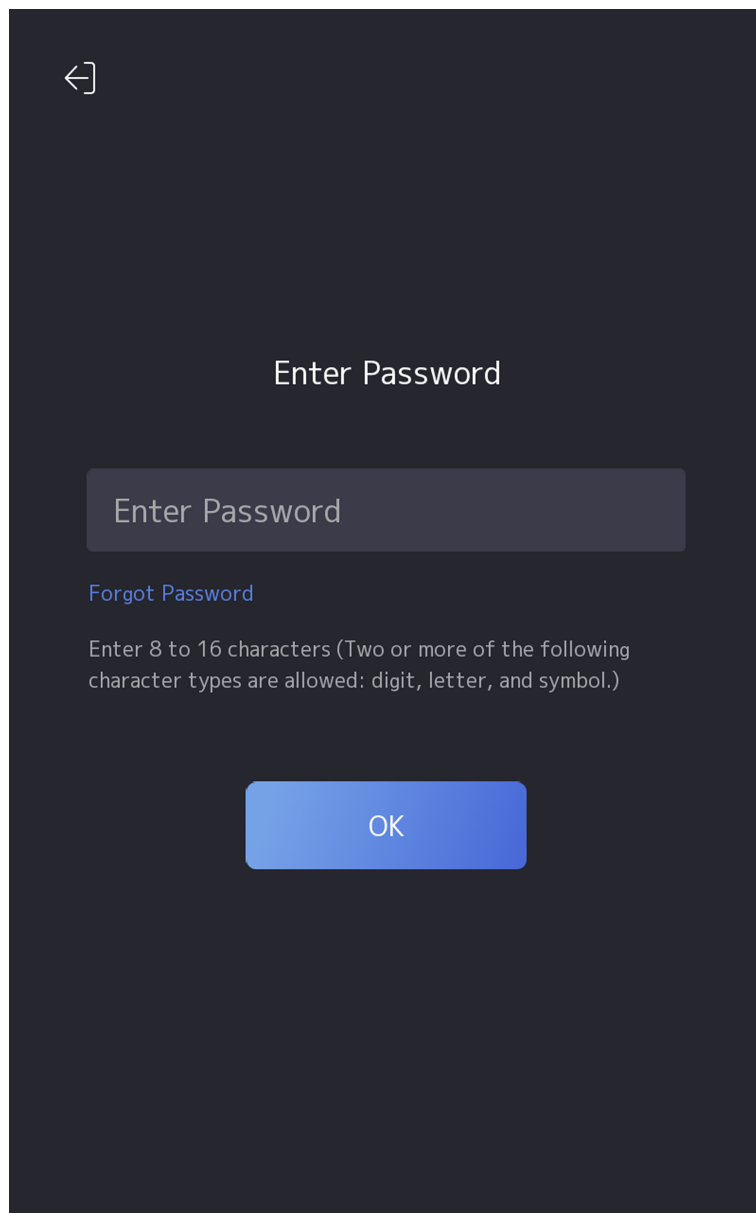 Enter Password
Enter Password
Forgot Password
Enter 8 to 16 characters (Two or more of the following
character types are allowed: digit, letter, and symbol.)
OK